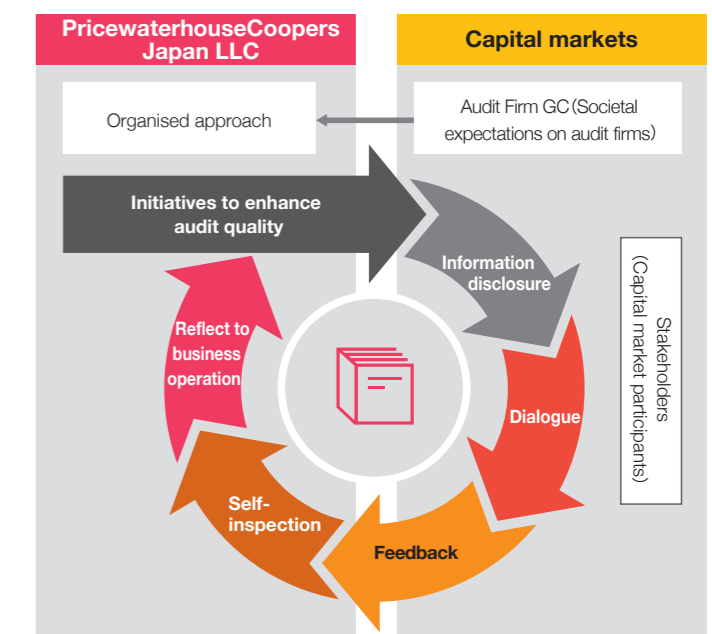 PricewaterhouseCoopers
Japan LLC
Capital markets
Organised approach
Audit Firm GC (Societal
expectations on audit firms)
Initiatives to enhance
audit quality
Information
disclosure
Stakeholders
(Capital market participants)
Dialogue
Feedback
Self-
inspection
Reflect to
business
operation